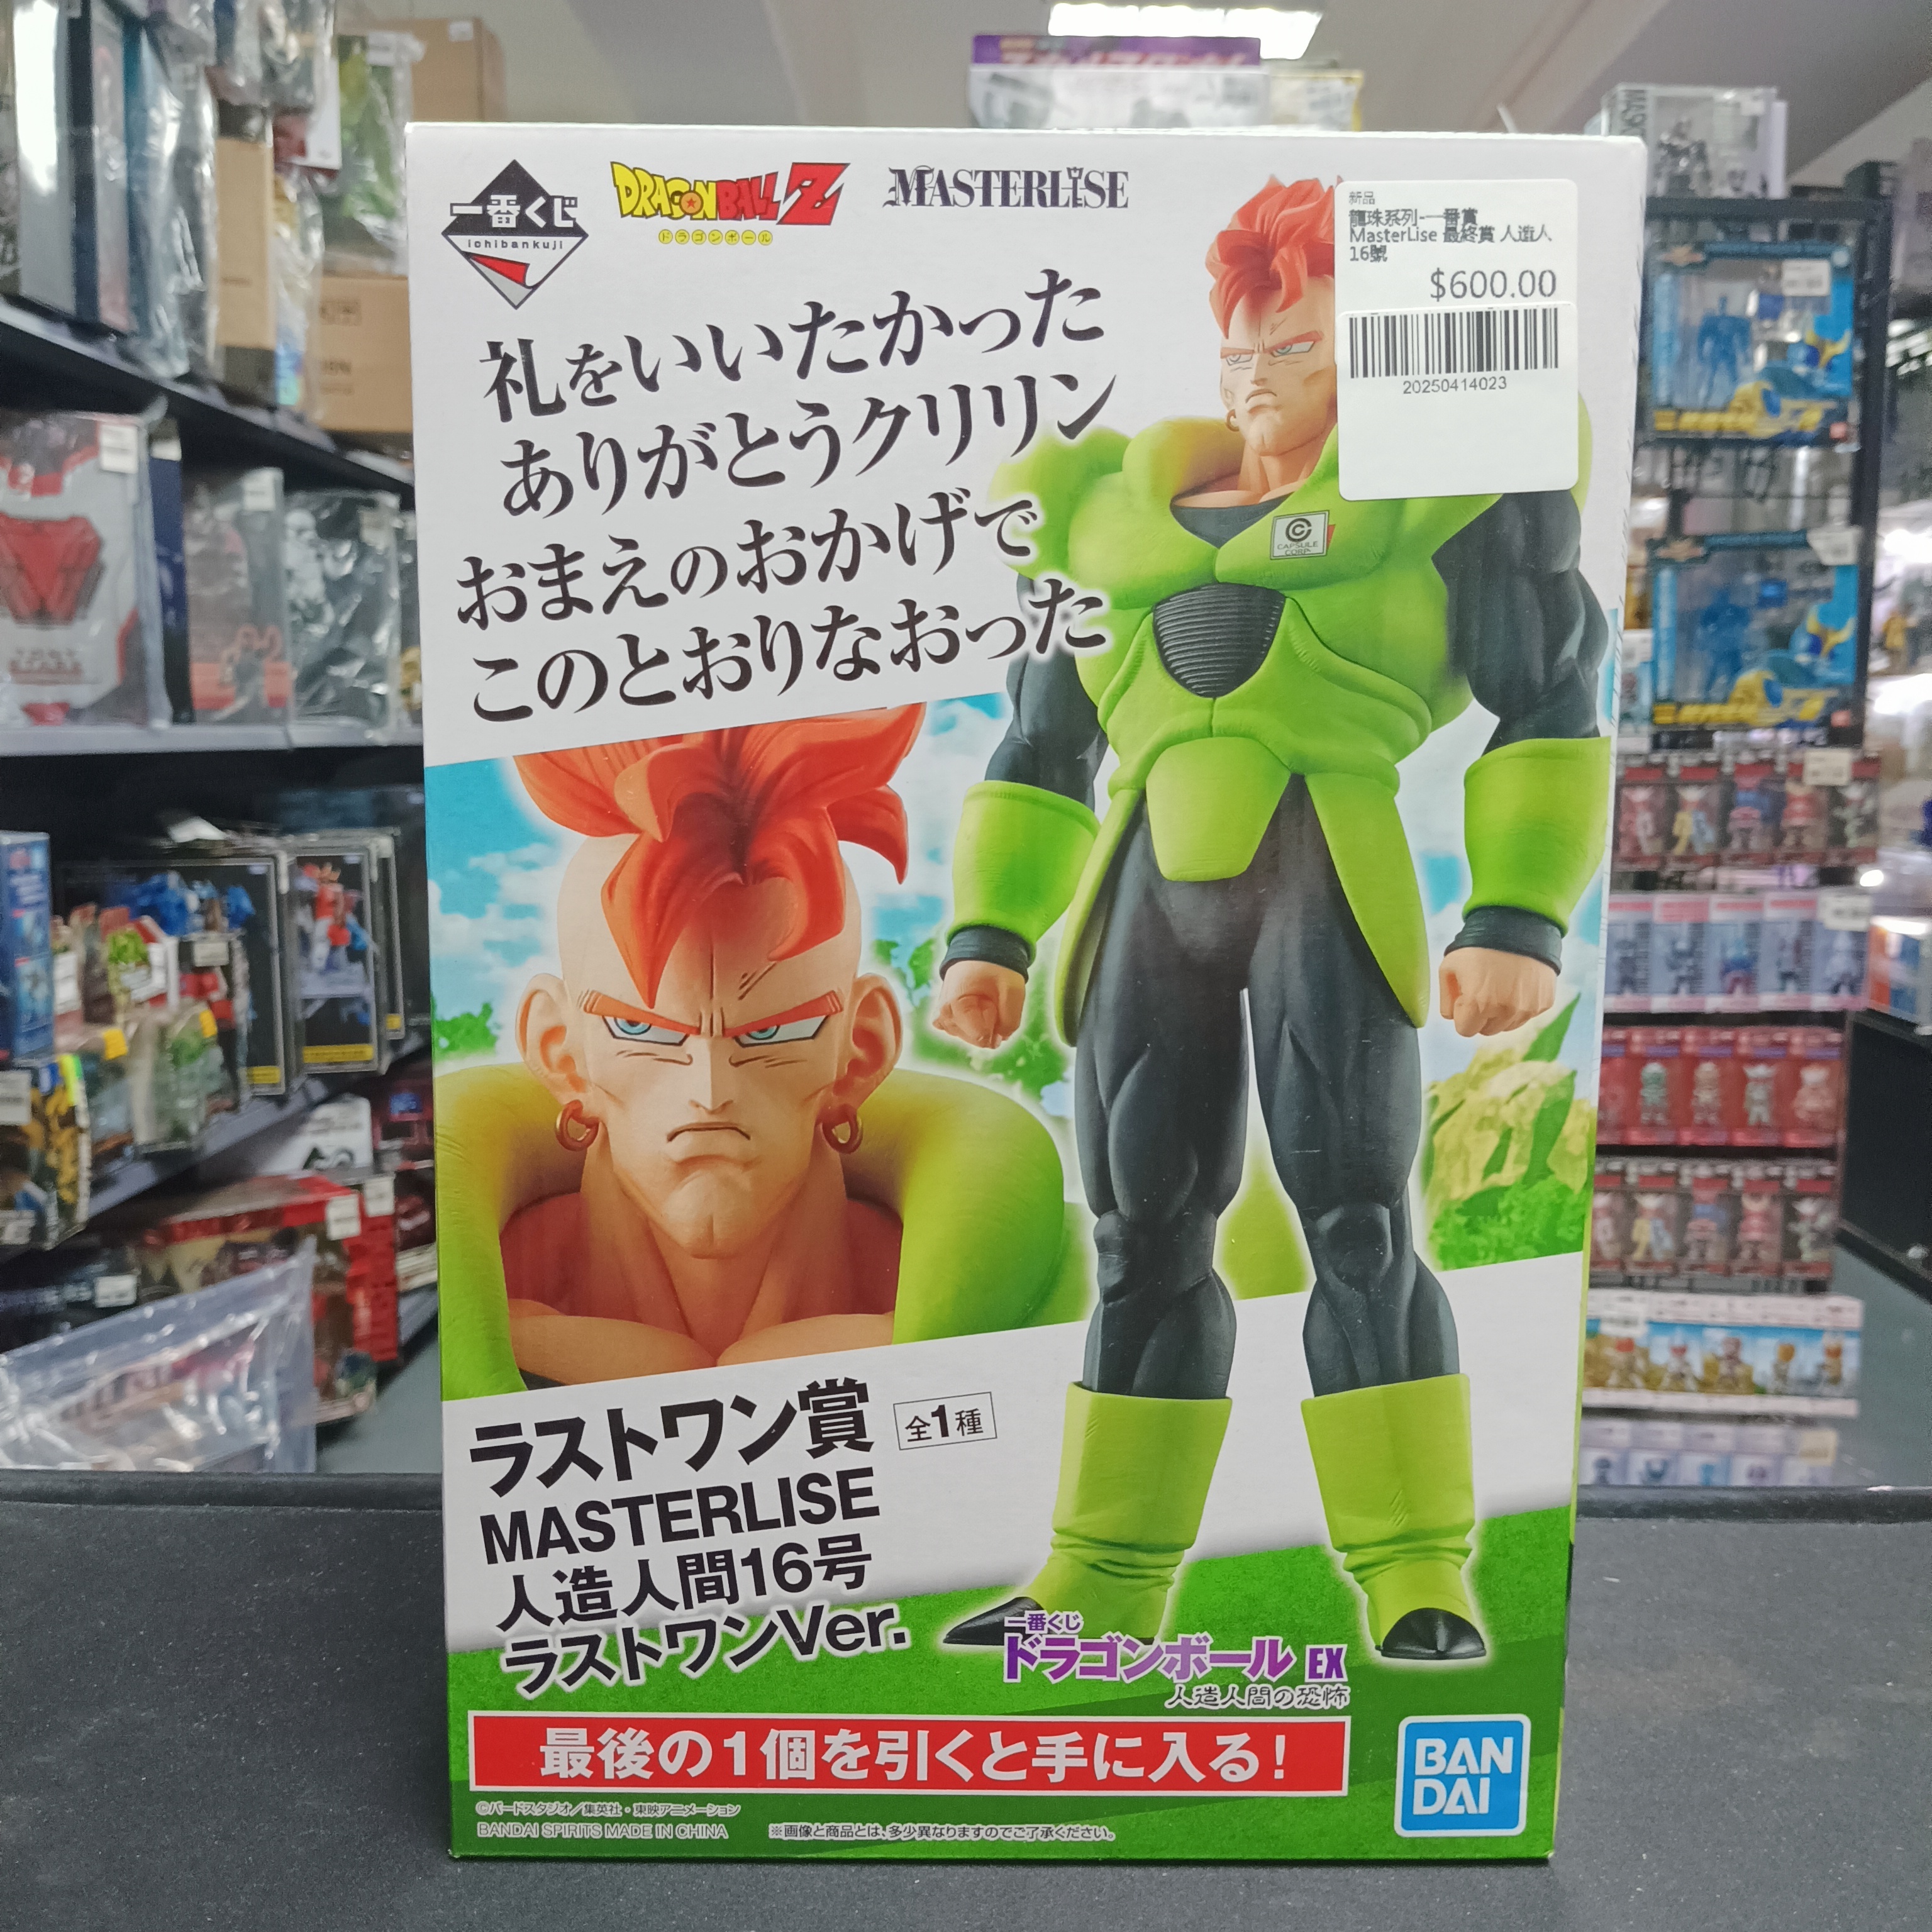 一番くじ
ichibankuji
DRAGONBALL Z
ドラゴンボール
MASTERLISE
新品
龍珠系列-一番賞
MasterLise 最終賞 人造人
16號
$600.00
20250414023
礼をいいたかった
ありがとうクリリン
おまえのおかげで
このとおりなおった
CAPSULE
CORP.
ラストワン賞
全1種
MASTERLISE
人造人間16号
ラストワンVer.
一番くじ
ドラゴンボール EX
人造人間の恐怖
最後の1個を引くと手に入る!
BAN
DAI
©バードスタジオ/集英社・東映アニメーション
BANDAI SPIRITS MADE IN CHINA
※画像と商品とは、多少異なりますのでご了承ください。